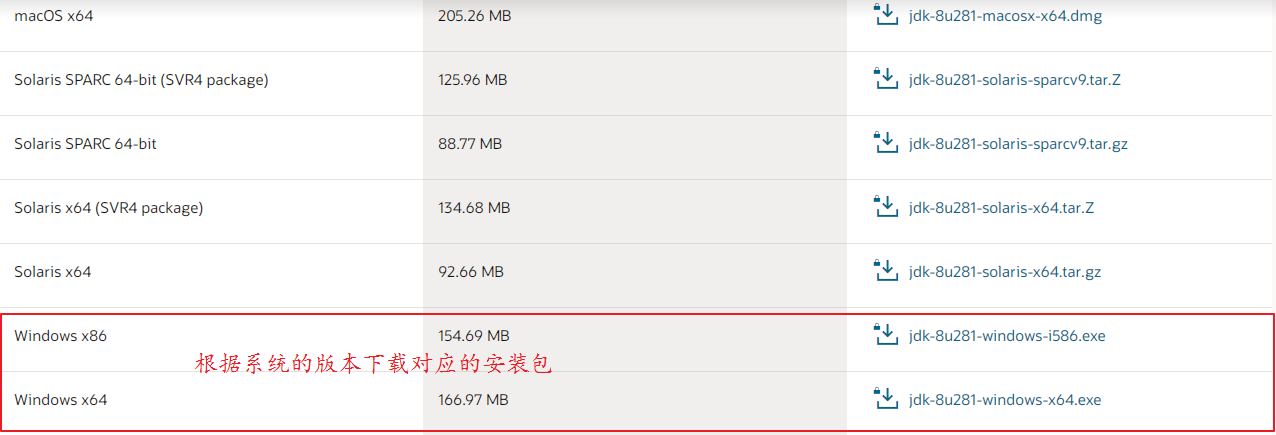 macOS x64 205.26 MB jdk-8u281-macosx-x64.dmg
Solaris SPARC 64-bit (SVR4 package) 125.96 MB jdk-8u281-solaris-sparcv9.tar.Z
Solaris SPARC 64-bit 88.77 MB jdk-8u281-solaris-sparcv9.tar.gz
Solaris x64 (SVR4 package) 134.68 MB jdk-8u281-solaris-x64.tar.Z
Solaris x64 92.66 MB jdk-8u281-solaris-x64.tar.gz
Windows x86 154.69 MB jdk-8u281-windows-i586.exe
根据系统的版本下载对应的安装包
Windows x64 166.97 MB jdk-8u281-windows-x64.exe